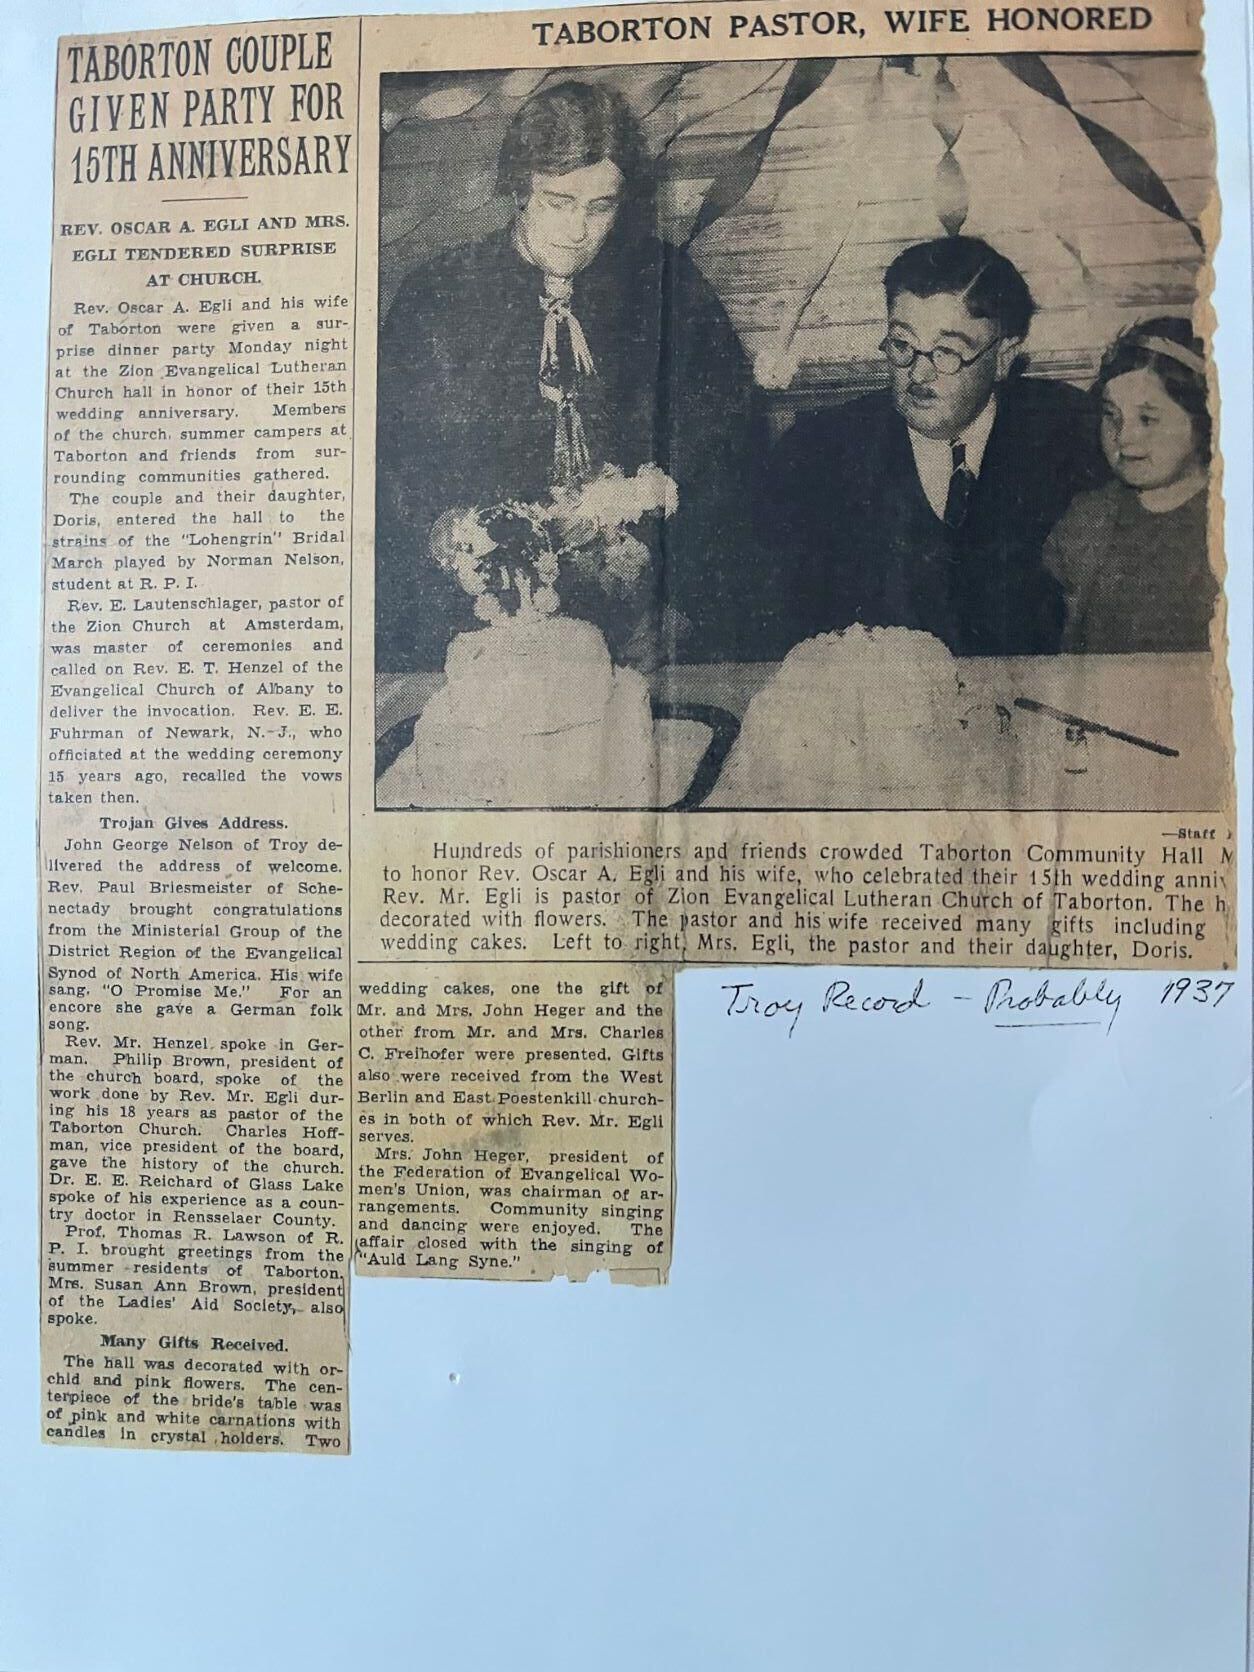 TABORTON COUPLE
GIVEN PARTY FOR
15TH ANNIVERSARY
REV. OSCAR A. EGLI AND MRS.
EGLI TENDERED SURPRISE
AT CHURCH.
Rev. Oscar A. Egli and his wife
of Taborton were given a sur-
prise dinner party Monday night
at the Zion Evangelical Lutheran
Church hall in honor of their 15th
wedding anniversary. Members
of the church, summer campers at
Taborton and friends from sur-
rounding communities gathered.
The couple and their daughter,
Doris, entered the hall to the
strains of the "Lohengrin" Bridal
March played by Norman Nelson,
student at R. P. I.
Rev. E. Lautenschlager, pastor of
the Zion Church at Amsterdam,
was master of ceremonies and
called on Rev. E. T. Henzel of the
Evangelical Church of Albany to
deliver the invocation. Rev. E. E.
Fuhrman of Newark, N. J., who
officiated at the wedding ceremony
15 years ago, recalled the vows
taken then.
Trojan Gives Address.
John George Nelson of Troy de-
livered the address of welcome.
Rev. Paul Briesmeister of Sche-
nectady brought congratulations
from the Ministerial Group of the
District Region of the Evangelical
Synod of North America. His wife
sang, "O Promise Me." For an
encore she gave a German folk
song.
Rev. Mr. Henzel spoke in Ger-
man. Philip Brown, president of
the church board, spoke of the
work done by Rev. Mr. Egli dur-
ing his 18 years as pastor of the
Taborton Church. Charles Hoff-
man, vice president of the board,
gave the history of the church.
Dr. E. E. Reichard of Glass Lake
spoke of his experience as a coun-
try doctor in Rensselaer County.
Prof. Thomas R. Lawson of R.
P. I. brought greetings from the
summer residents of Taborton.
Mrs. Susan Ann Brown, president
of the Ladies' Aid Society, also
spoke.
Many Gifts Received.
The hall was decorated with or-
chid and pink flowers. The cen-
terpiece of the bride's table was
of pink and white carnations with
candles in crystal holders. Two
wedding cakes, one the gift of
Mr. and Mrs. John Heger and the
other from Mr. and Mrs. Charles
C. Freihofer were presented. Gifts
also were received from the West
Berlin and East Poestenkill church-
es in both of which Rev. Mr. Egli
serves.
Mrs. John Heger, president of
the Federation of Evangelical Wo-
men's Union, was chairman of ar-
rangements. Community singing
and dancing were enjoyed. The
affair closed with the singing of
"Auld Lang Syne."
TABORTON PASTOR, WIFE HONORED
—Staff
Hundreds of parishioners and friends crowded Taborton Community Hall M
to honor Rev. Oscar A. Egli and his wife, who celebrated their 15th wedding anni
Rev. Mr. Egli is pastor of Zion Evangelical Lutheran Church of Taborton. The h
decorated with flowers. The pastor and his wife received many gifts including
wedding cakes. Left to right, Mrs. Egli, the pastor and their daughter, Doris.
Troy Record - Probably 1937